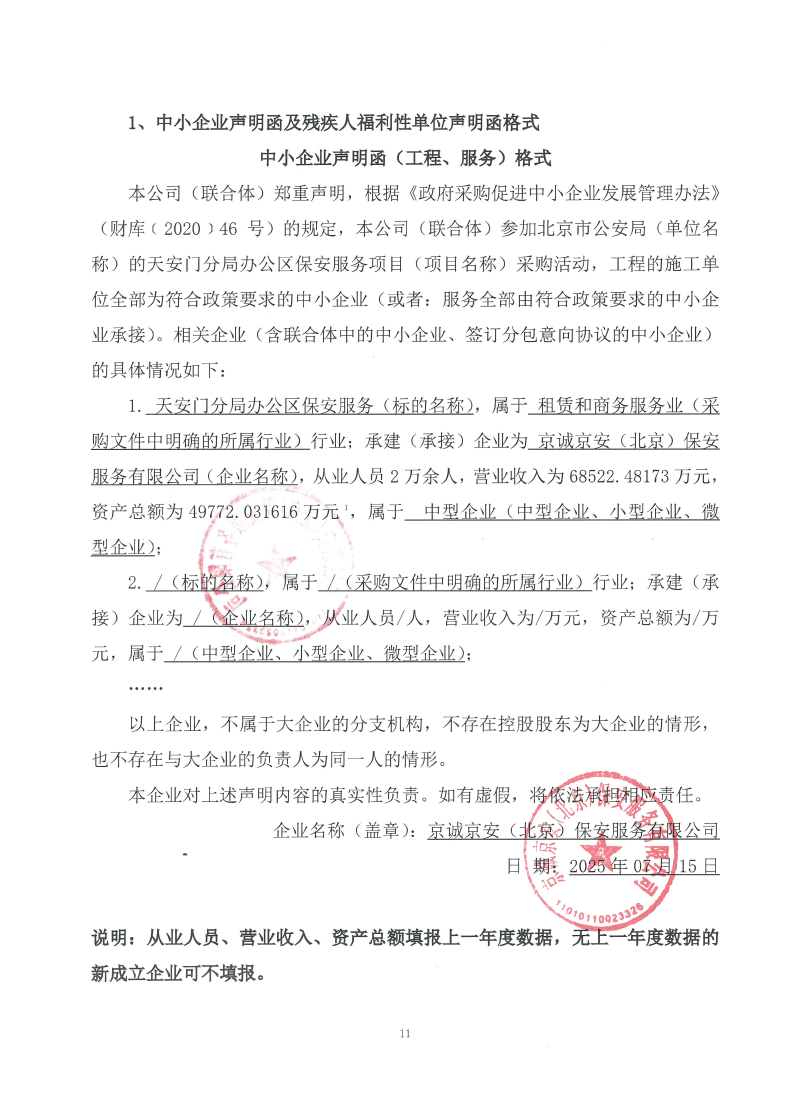 1、中小企业声明函及残疾人福利性单位声明函格式
中小企业声明函（工程、服务）格式
本公司（联合体）郑重声明，根据《政府采购促进中小企业发展管理办法》
（财库﹝2020﹞46 号）的规定，本公司（联合体）参加北京市公安局（单位名
称）的天安门分局办公区保安服务项目（项目名称）采购活动，工程的施工单
位全部为符合政策要求的中小企业（或者：服务全部由符合政策要求的中小企
业承接）。相关企业（含联合体中的中小企业、签订分包意向协议的中小企业）
的具体情况如下：
1. 天安门分局办公区保安服务（标的名称），属于 租赁和商务服务业（采
购文件中明确的所属行业）行业；承建（承接）企业为 京诚京安（北京）保安
服务有限公司（企业名称），从业人员 2 万余人，营业收入为 68522.48173 万元，
资产总额为 49772.031616 万元¹，属于 中型企业（中型企业、小型企业、微
型企业）；
2. /（标的名称），属于 /（采购文件中明确的所属行业）行业；承建（承
接）企业为 /（企业名称），从业人员/人，营业收入为/万元，资产总额为/万
元，属于 /（中型企业、小型企业、微型企业）；
……
以上企业，不属于大企业的分支机构，不存在控股股东为大企业的情形，
也不存在与大企业的负责人为同一人的情形。
本企业对上述声明内容的真实性负责。如有虚假，将依法承担相应责任。
企业名称（盖章）：京诚京安（北京）保安服务有限公司
日 期：2025 年 07 月 15 日
京诚京安（北京）保安服务有限公司
11010110023326
说明：从业人员、营业收入、资产总额填报上一年度数据，无上一年度数据的
新成立企业可不填报。
11